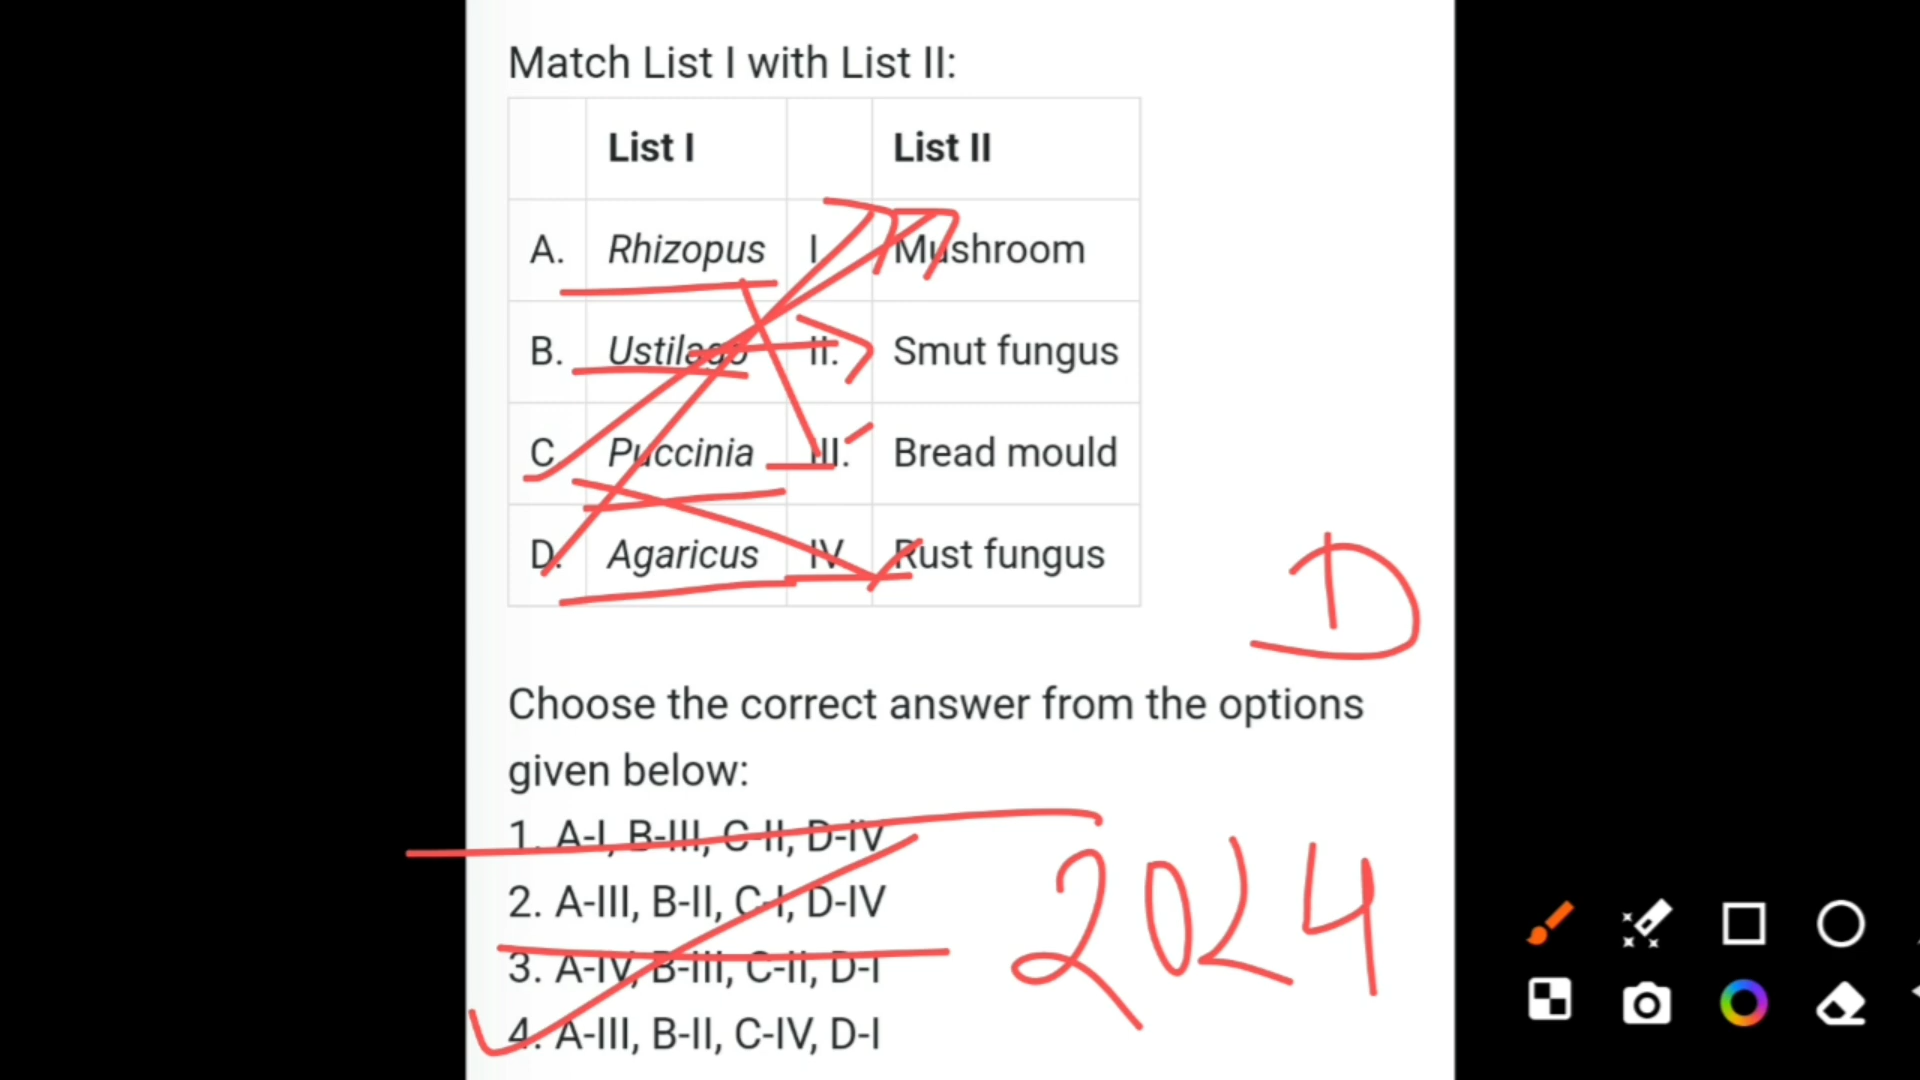 Match List I with List II:
List I List II
A. Rhizopus I. Mushroom
B. Ustilago II. Smut fungus
C Puccinia III. Bread mould
D. Agaricus IV Rust fungus
D
Choose the correct answer from the options
given below:
1. A-I, B-III, C-II, D-IV
2. A-III, B-II, C-I, D-IV
3. A-IV, B-III, C-II, D-I
4. A-III, B-II, C-IV, D-I
2024